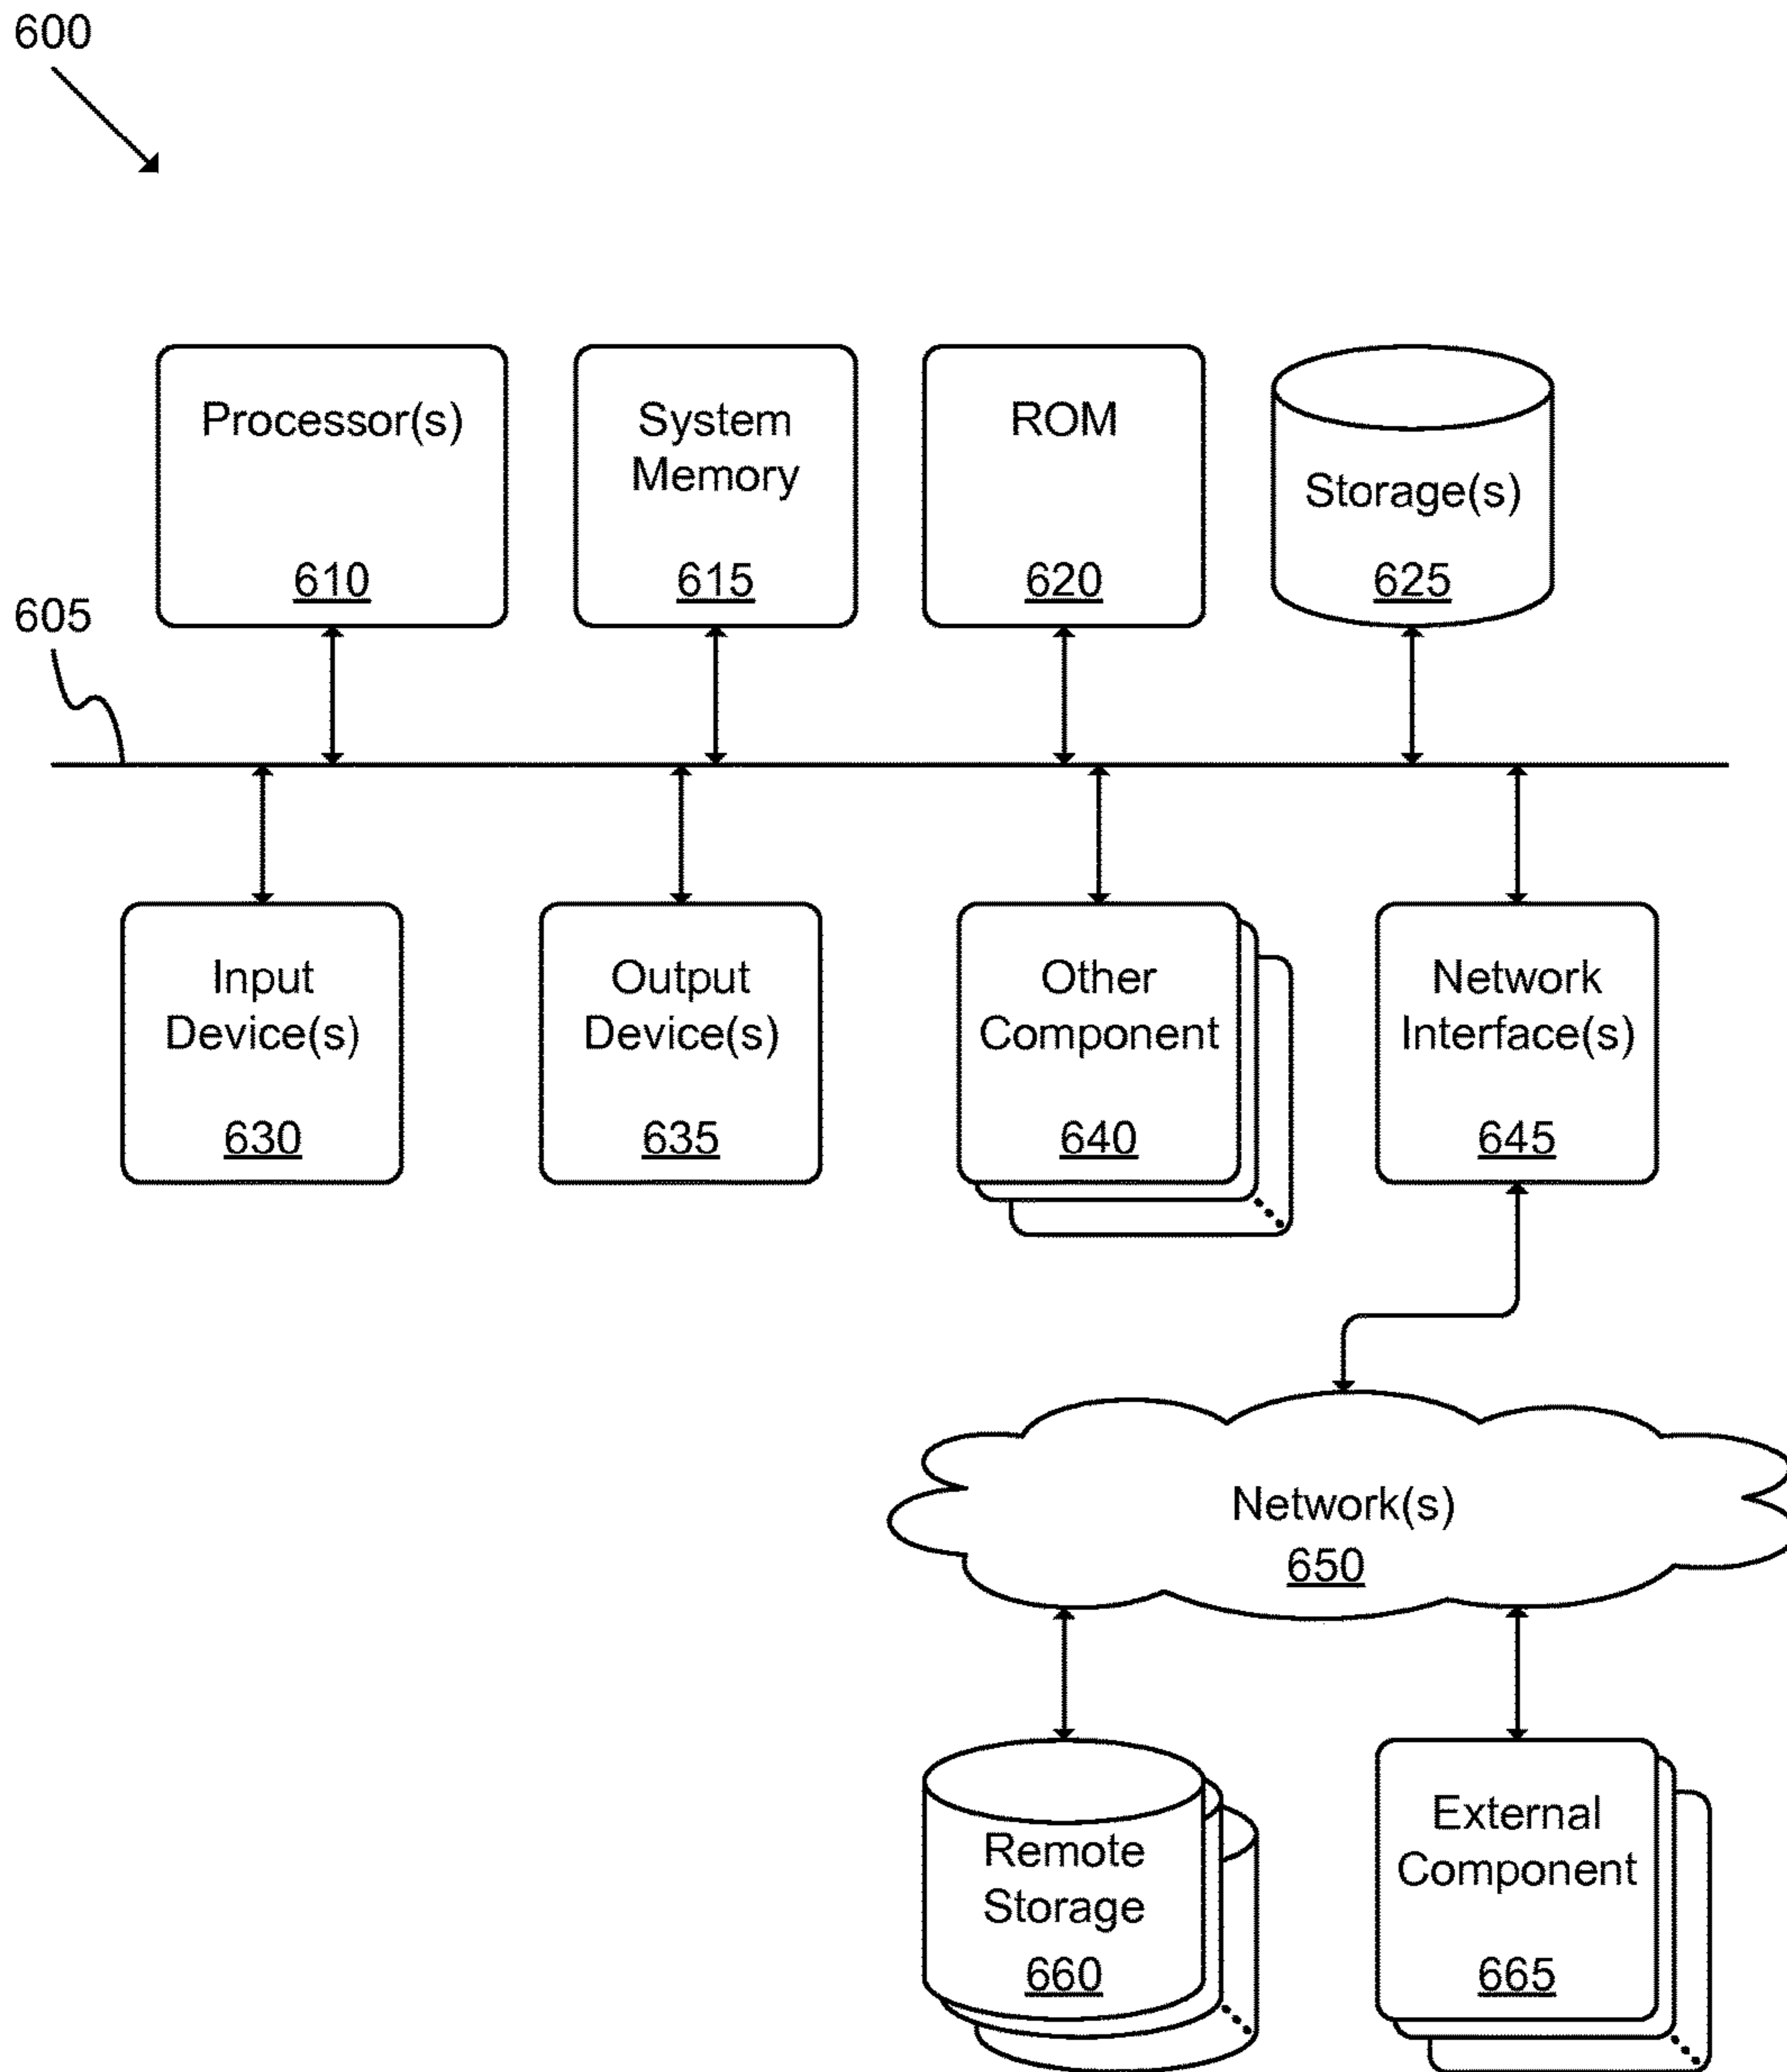 600
Processor(s)
610
System
Memory
615
ROM
620
Storage(s)
625
605
Input
Device(s)
630
Output
Device(s)
635
Other
Component
640
Network
Interface(s)
645
Network(s)
650
Remote
Storage
660
External
Component
665